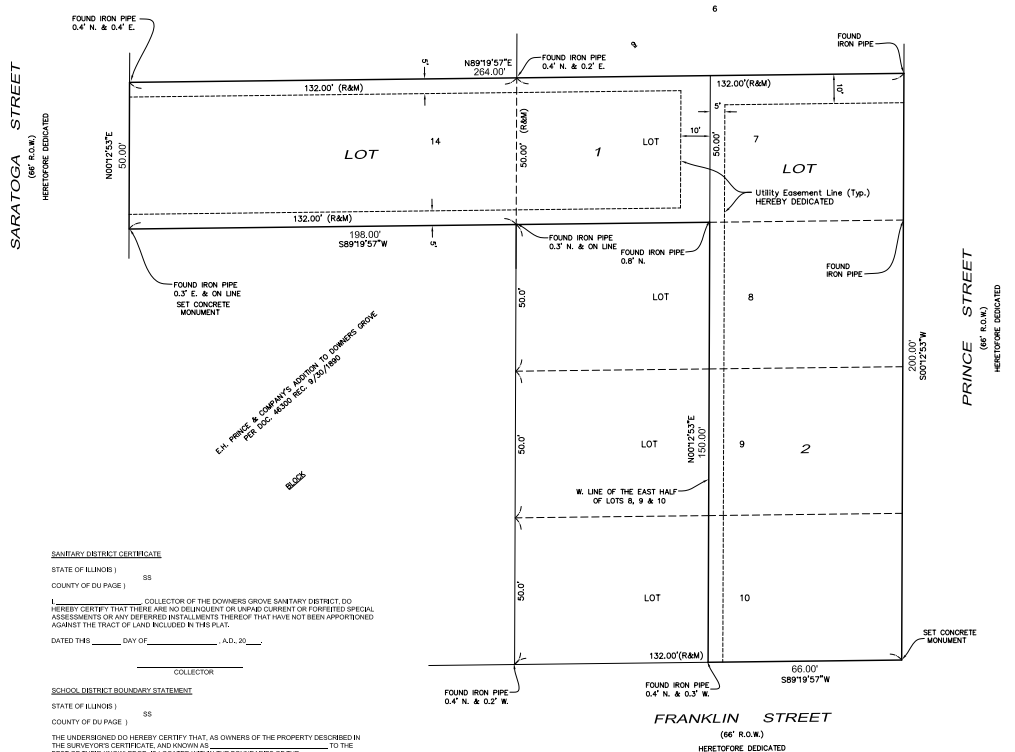 6
9
FOUND IRON PIPE
0.4' N. & 0.4' E.
N89°19'57"E
264.00'
5'
FOUND IRON PIPE
0.4' N. & 0.2' E.
FOUND
IRON PIPE
SARATOGA STREET
(66' R.O.W.)
HERETOFORE DEDICATED
N00°12'53"E
50.00'
132.00' (R&M)
132.00'(R&M)
10'
5'
10'
50.00' (R&M)
50.00'
LOT
14
1
LOT
7
LOT
Utility Easement Line (Typ.)
HEREBY DEDICATED
132.00' (R&M)
198.00'
S89°19'57"W
5'
FOUND IRON PIPE
0.3' N. & ON LINE
FOUND IRON PIPE
0.8' N.
FOUND
IRON PIPE
FOUND IRON PIPE
0.3' E. & ON LINE
SET CONCRETE
MONUMENT
50.0'
LOT
8
PRINCE STREET
(66' R.O.W.)
HERETOFORE DEDICATED
200.00'
S00°12'53"W
E.H. PRINCE & COMPANY'S ADDITION TO DOWNERS GROVE
PER DOC. 46300 REC. 9/30/1890
BLOCK
50.0'
LOT
N00°12'53"E
150.00'
9
2
W. LINE OF THE EAST HALF
OF LOTS 8, 9 & 10
50.0'
LOT
10
SET CONCRETE
MONUMENT
132.00'(R&M)
66.00'
S89°19'57"W
FOUND IRON PIPE
0.4' N. & 0.2' W.
FOUND IRON PIPE
0.4' N. & 0.3' W.
FRANKLIN STREET
(66' R.O.W.)
HERETOFORE DEDICATED
SANITARY DISTRICT CERTIFICATE
STATE OF ILLINOIS )
SS
COUNTY OF DU PAGE )
I,____________, COLLECTOR OF THE DOWNERS GROVE SANITARY DISTRICT, DO
HEREBY CERTIFY THAT THERE ARE NO DELINQUENT OR UNPAID CURRENT OR FORFEITED SPECIAL
ASSESSMENTS OR ANY DEFERRED INSTALLMENTS THEREOF THAT HAVE NOT BEEN APPORTIONED
AGAINST THE TRACT OF LAND INCLUDED IN THIS PLAT.
DATED THIS _____ DAY OF____________, A.D., 20___.
COLLECTOR
SCHOOL DISTRICT BOUNDARY STATEMENT
STATE OF ILLINOIS )
SS
COUNTY OF DU PAGE )
THE UNDERSIGNED DO HEREBY CERTIFY THAT, AS OWNERS OF THE PROPERTY DESCRIBED IN
THE SURVEYOR'S CERTIFICATE, AND KNOWN AS ____________________ TO THE